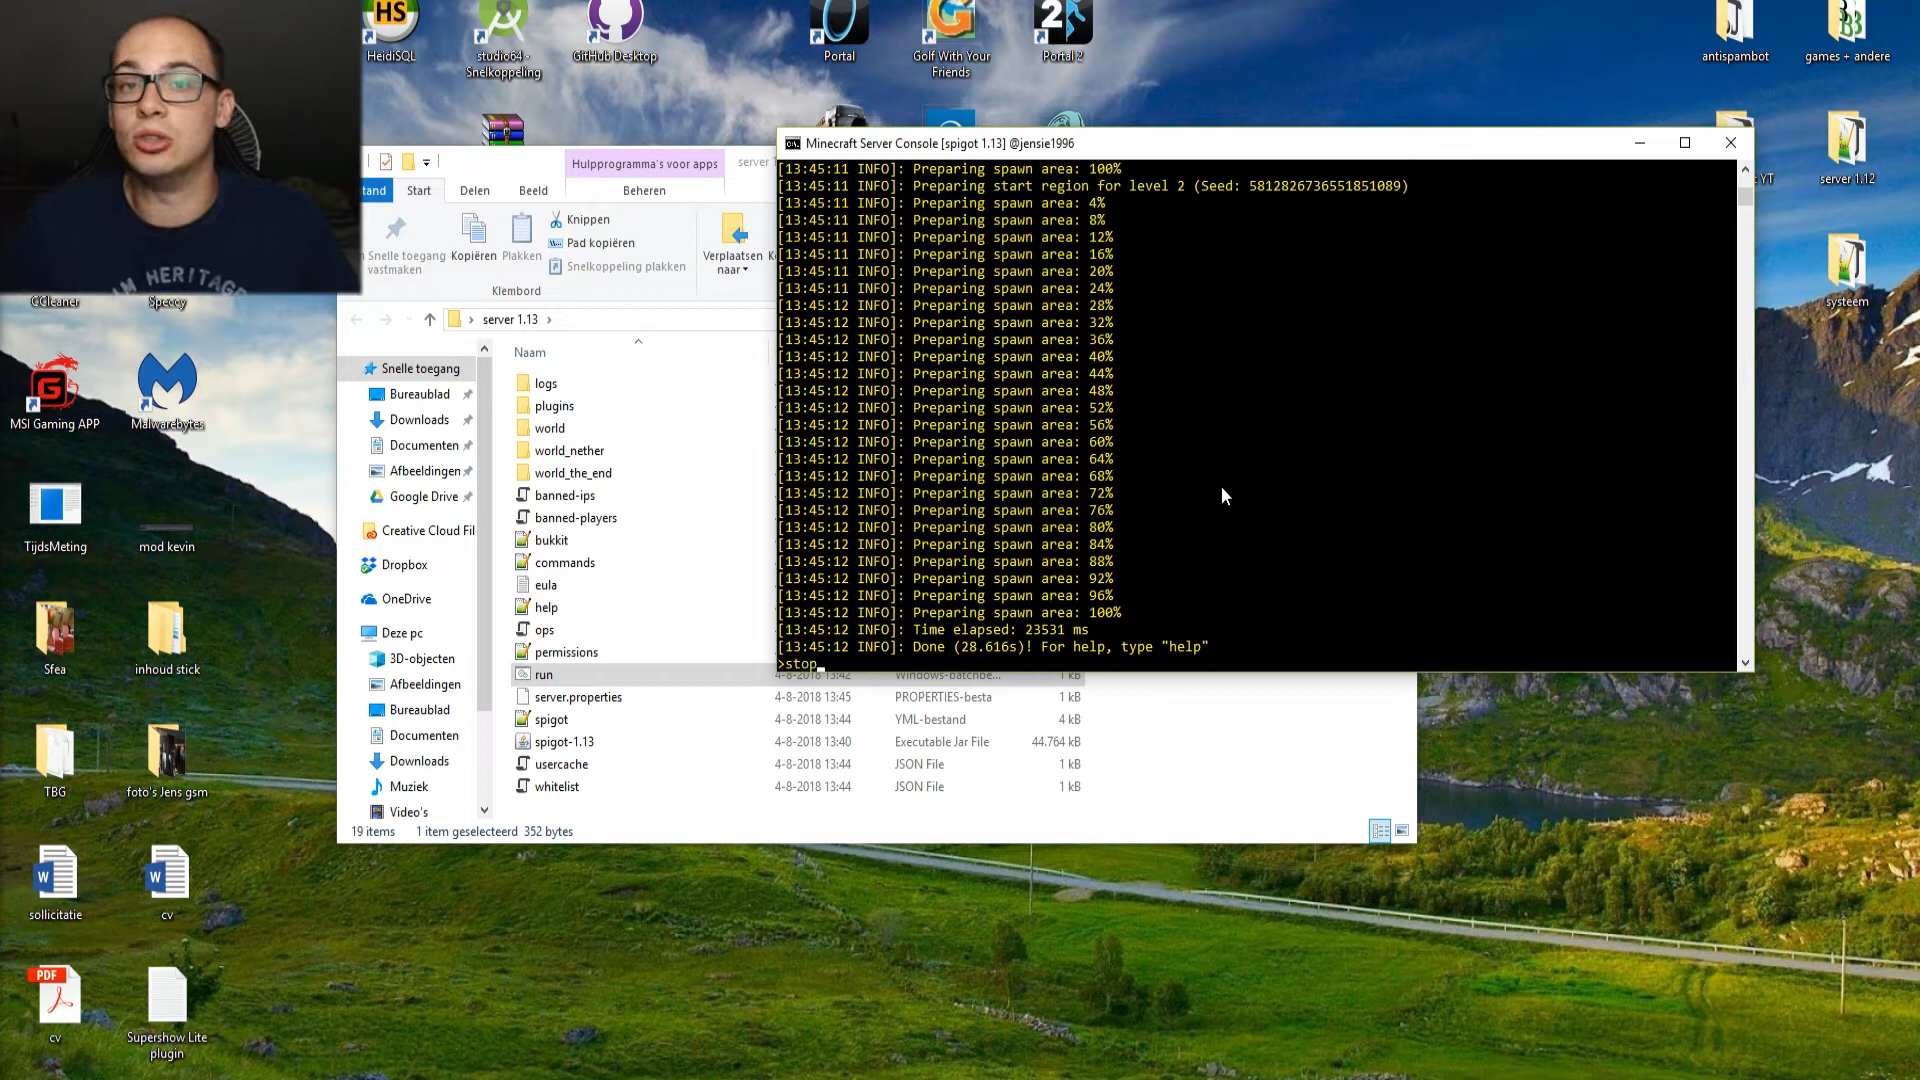 HS
HeidiSQL
studio64 -
Snelkoppeling
GitHub Desktop
Portal
Golf With Your
Friends
2
Portal 2
antispambot
games + andere
YT
server 1.12
systeem
HERITAG
CCleaner
Speccy
MSI Gaming APP
Malwarebytes
TijdsMeting
mod kevin
Sfea
inhoud stick
TBG
foto's Jens gsm
W
sollicitatie
W
cv
PDF
cv
Supershow Lite
plugin
Hulpprogramma's voor apps
server 1
tand
Start
Delen
Beeld
Beheren
Snelle toegang
vastmaken
Kopiëren
Plakken
Knippen
Pad kopiëren
Snelkoppeling plakken
Verplaatsen
naar
Klembord
server 1.13
Naam
Snelle toegang
Bureaublad
Downloads
Documenten
Afbeeldingen
Google Drive
Creative Cloud Fil
Dropbox
OneDrive
Deze pc
3D-objecten
Afbeeldingen
Bureaublad
Documenten
Downloads
Muziek
Video's
logs
plugins
world
world_nether
world_the_end
banned-ips
banned-players
bukkit
commands
eula
help
ops
permissions
run 4-8-2018 13:42 Windows-batchbe... 1 kB
server.properties 4-8-2018 13:45 PROPERTIES-besta 1 kB
spigot 4-8-2018 13:44 YML-bestand 4 kB
spigot-1.13 4-8-2018 13:40 Executable Jar File 44.764 kB
usercache 4-8-2018 13:44 JSON File 1 kB
whitelist 4-8-2018 13:44 JSON File 1 kB
19 items 1 item geselecteerd 352 bytes
Minecraft Server Console [spigot 1.13] @jensie1996
[13:45:11 INFO]: Preparing spawn area: 100%
[13:45:11 INFO]: Preparing start region for level 2 (Seed: 5812826736551851089)
[13:45:11 INFO]: Preparing spawn area: 4%
[13:45:11 INFO]: Preparing spawn area: 8%
[13:45:11 INFO]: Preparing spawn area: 12%
[13:45:11 INFO]: Preparing spawn area: 16%
[13:45:11 INFO]: Preparing spawn area: 20%
[13:45:11 INFO]: Preparing spawn area: 24%
[13:45:12 INFO]: Preparing spawn area: 28%
[13:45:12 INFO]: Preparing spawn area: 32%
[13:45:12 INFO]: Preparing spawn area: 36%
[13:45:12 INFO]: Preparing spawn area: 40%
[13:45:12 INFO]: Preparing spawn area: 44%
[13:45:12 INFO]: Preparing spawn area: 48%
[13:45:12 INFO]: Preparing spawn area: 52%
[13:45:12 INFO]: Preparing spawn area: 56%
[13:45:12 INFO]: Preparing spawn area: 60%
[13:45:12 INFO]: Preparing spawn area: 64%
[13:45:12 INFO]: Preparing spawn area: 68%
[13:45:12 INFO]: Preparing spawn area: 72%
[13:45:12 INFO]: Preparing spawn area: 76%
[13:45:12 INFO]: Preparing spawn area: 80%
[13:45:12 INFO]: Preparing spawn area: 84%
[13:45:12 INFO]: Preparing spawn area: 88%
[13:45:12 INFO]: Preparing spawn area: 92%
[13:45:12 INFO]: Preparing spawn area: 96%
[13:45:12 INFO]: Preparing spawn area: 100%
[13:45:12 INFO]: Time elapsed: 23531 ms
[13:45:12 INFO]: Done (28.616s)! For help, type "help"
>stop_